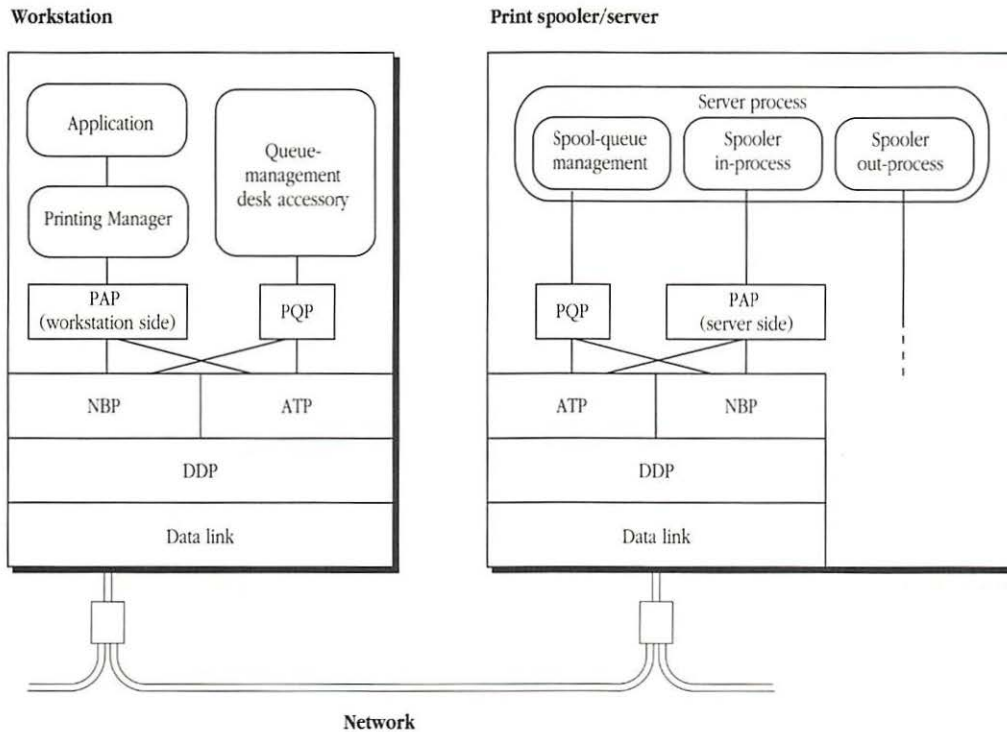 Workstation
Print spooler/server
Application
Queue-
management
desk accessory
Printing Manager
PAP
(workstation side)
PQP
NBP
ATP
DDP
Data link
Server process
Spool-queue
management
Spooler
in-process
Spooler
out-process
PQP
PAP
(server side)
ATP
NBP
DDP
Data link
Network